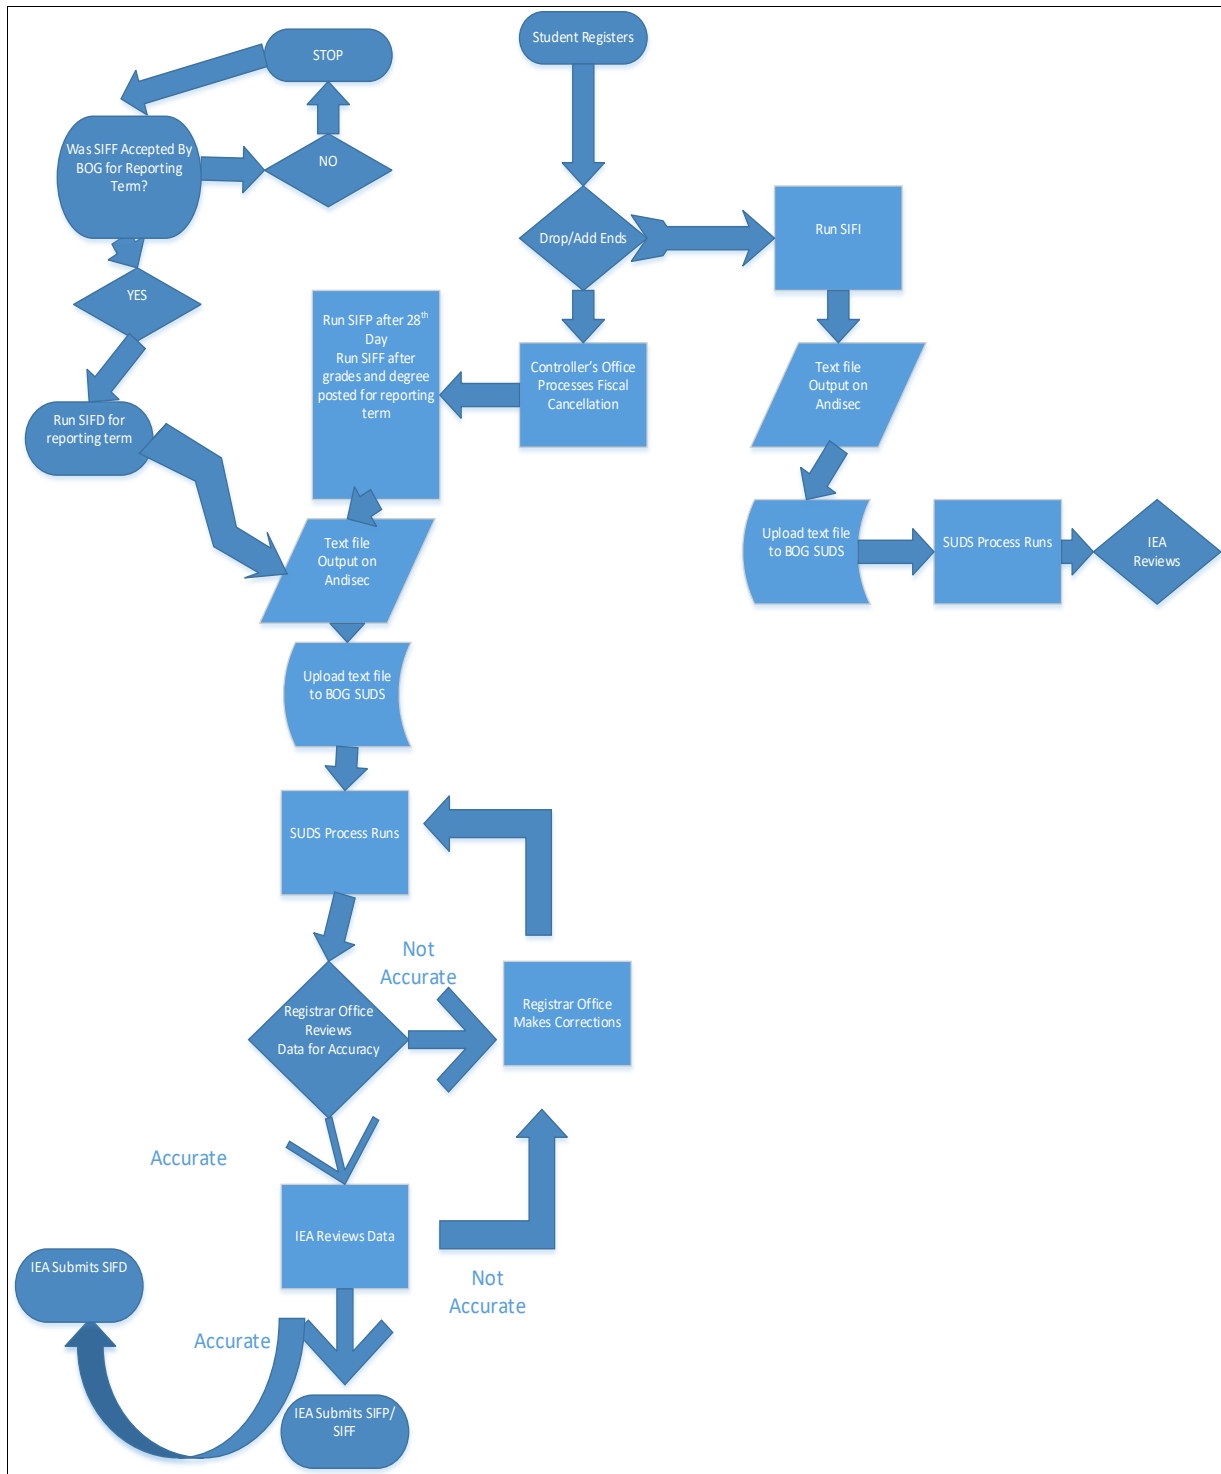 STOP
Student Registers
Was SIFF Accepted By
BOG for Reporting
Term?
NO
Drop/Add Ends
Run SIFI
YES
Run SIFP after 28th
Day
Run SIFF after
grades and degree
posted for reporting
term
Controller's Office
Processes Fiscal
Cancellation
Text file
Output on
Andisec
Run SIFD for
reporting term
Upload text file
to BOG SUDS
SUDS Process Runs
IEA
Reviews
Text file
Output on
Andisec
Upload text file
to BOG SUDS
SUDS Process Runs
Not
Accurate
Registrar Office
Reviews
Data for Accuracy
Registrar Office
Makes Corrections
Accurate
IEA Reviews Data
Not
Accurate
IEA Submits SIFD
Accurate
IEA Submits SIFP/
SIFF